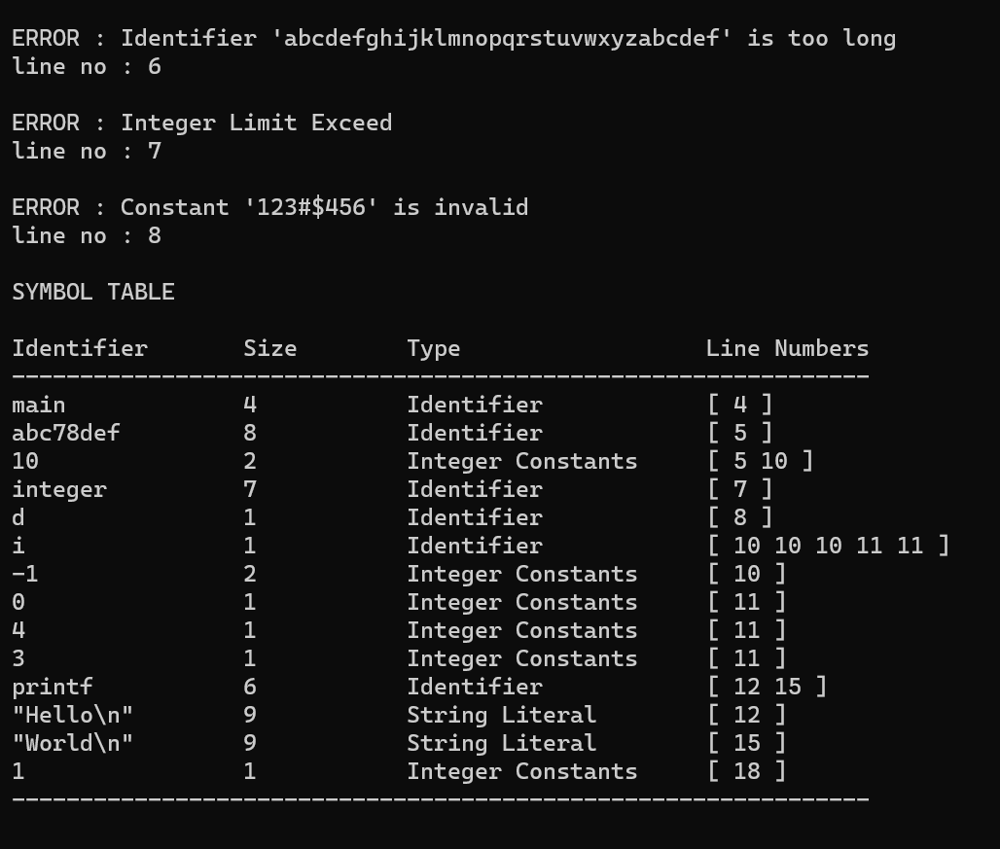 ERROR : Identifier 'abcdefghijklmnopqrstuvwxyzabcdef' is too long
line no : 6
ERROR : Integer Limit Exceed
line no : 7
ERROR : Constant '123#$456' is invalid
line no : 8
SYMBOL TABLE
Identifier Size Type Line Numbers
---------------------------------------------------------------
main 4 Identifier [ 4 ]
abc78def 8 Identifier [ 5 ]
10 2 Integer Constants [ 5 10 ]
integer 7 Identifier [ 7 ]
d 1 Identifier [ 8 ]
i 1 Identifier [ 10 10 10 11 11 ]
-1 2 Integer Constants [ 10 ]
0 1 Integer Constants [ 11 ]
4 1 Integer Constants [ 11 ]
3 1 Integer Constants [ 11 ]
printf 6 Identifier [ 12 15 ]
"Hello\n" 9 String Literal [ 12 ]
"World\n" 9 String Literal [ 15 ]
1 1 Integer Constants [ 18 ]
---------------------------------------------------------------